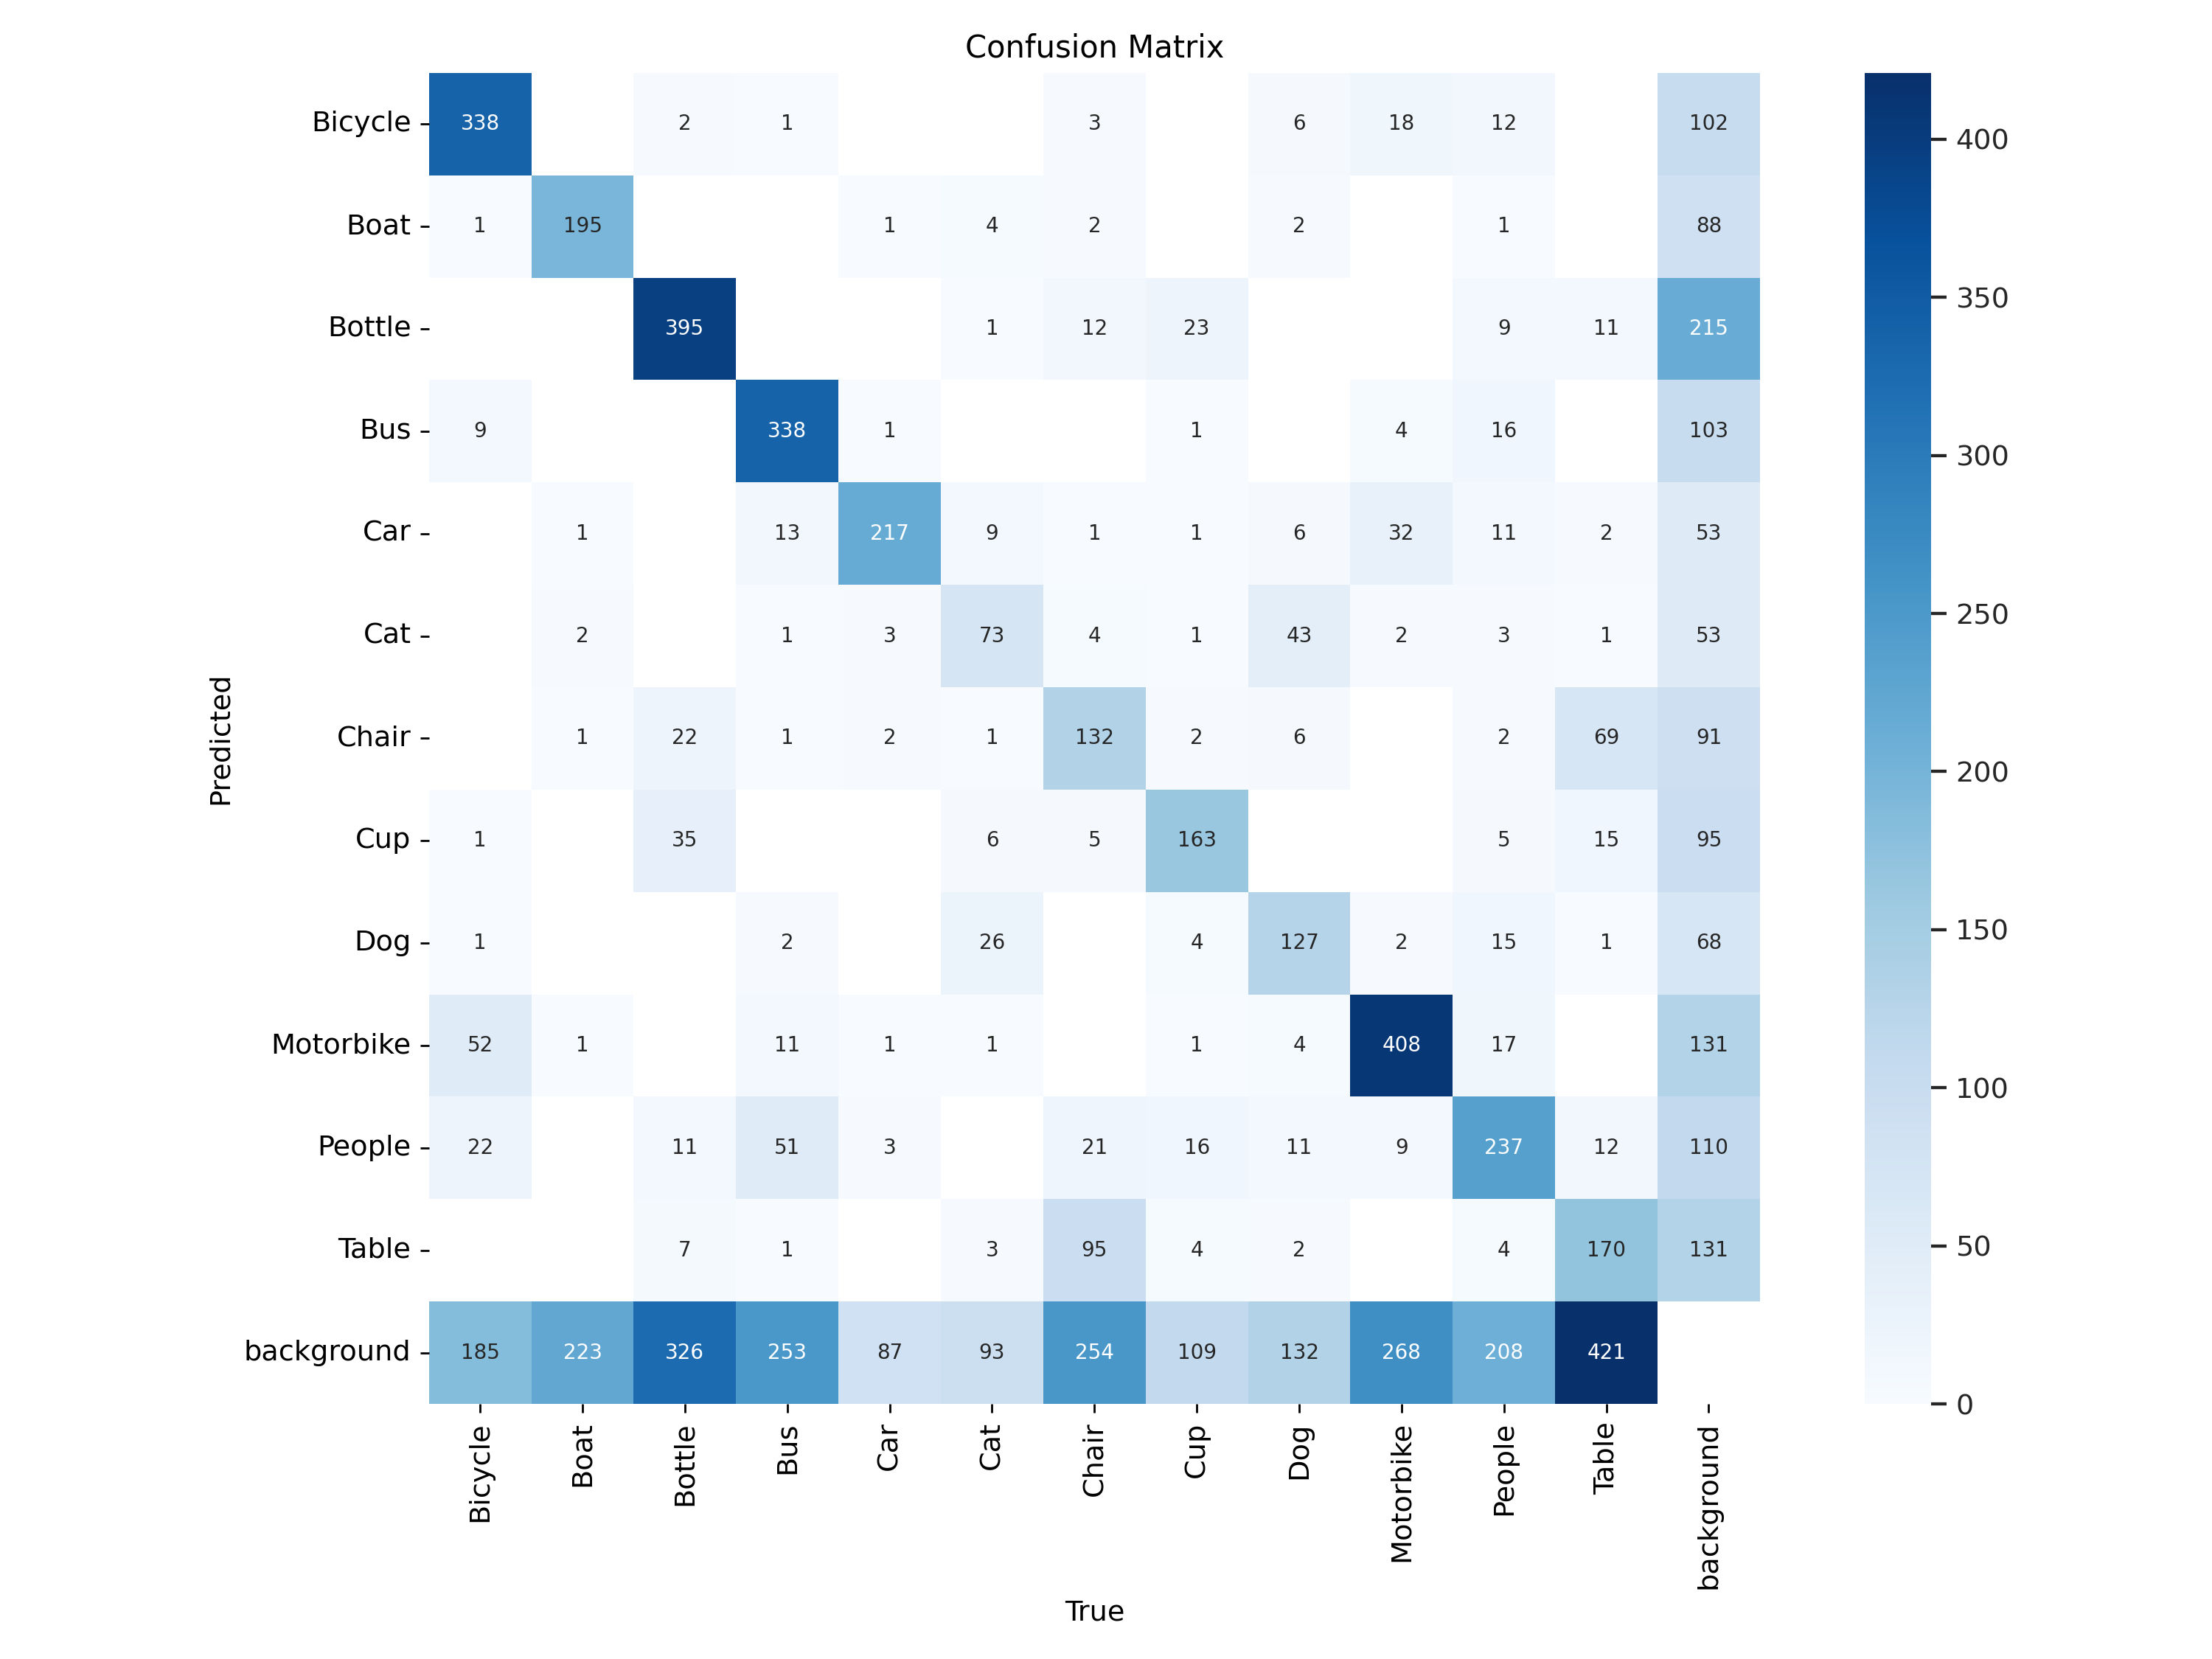 Confusion Matrix
Bicycle 338 2 1 3 6 18 12 102
Boat 1 195 1 4 2 2 1 88
Bottle 395 1 12 23 9 11 215
Bus 9 338 1 1 4 16 103
Car 1 13 217 9 1 1 6 32 11 2 53
Cat 2 1 3 73 4 1 43 2 3 1 53
Chair 1 22 1 2 1 132 2 6 2 69 91
Cup 1 35 6 5 163 5 15 95
Dog 1 2 26 4 127 2 15 1 68
Motorbike 52 1 11 1 1 1 4 408 17 131
People 22 11 51 3 21 16 11 9 237 12 110
Table 7 1 3 95 4 2 4 170 131
background 185 223 326 253 87 93 254 109 132 268 208 421
Bicycle Boat Bottle Bus Car Cat Chair Cup Dog Motorbike People Table background
True
Predicted
400
350
300
250
200
150
100
50
0